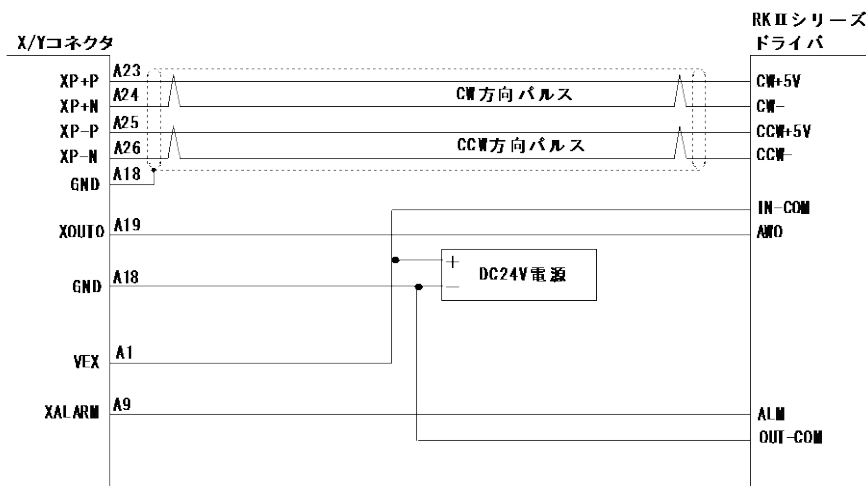 RKⅡシリーズ
X/Yコネクタ
ドライバ
XP+P A23 CW+5V
XP+N A24 CW方向パルス CW-
XP-P A25 CCW+5V
XP-N A26 CCW方向パルス CCW-
GND A18
IN-COM
XOUT0 A19 AWO
+
DC24V電源
GND A18 -
VEX A1
XALARM A9 ALM
OUT-COM